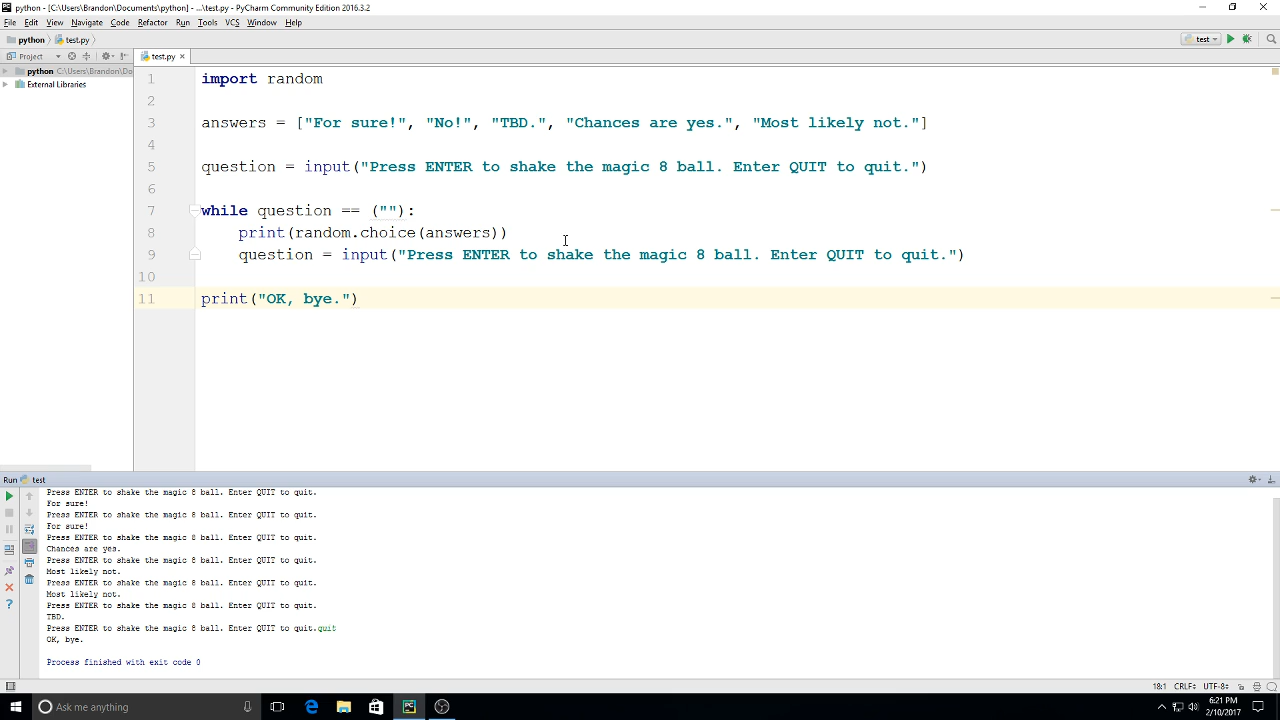 python - [C:\Users\Brandon\Documents\python] - ...\test.py - PyCharm Community Edition 2016.3.2
File Edit View Navigate Code Refactor Run Tools VCS Window Help
python test.py test
Project test.py
python C:\Users\Brandon\Do
External Libraries
1 import random
2
3 answers = ["For sure!", "No!", "TBD.", "Chances are yes.", "Most likely not."]
4
5 question = input("Press ENTER to shake the magic 8 ball. Enter QUIT to quit.")
6
7 while question == (""):
8 print(random.choice(answers))
9 question = input("Press ENTER to shake the magic 8 ball. Enter QUIT to quit.")
10
11 print("OK, bye.")
Run test
Press ENTER to shake the magic 8 ball. Enter QUIT to quit.
For sure!
Press ENTER to shake the magic 8 ball. Enter QUIT to quit.
For sure!
Press ENTER to shake the magic 8 ball. Enter QUIT to quit.
Chances are yes.
Press ENTER to shake the magic 8 ball. Enter QUIT to quit.
Most likely not.
Press ENTER to shake the magic 8 ball. Enter QUIT to quit.
Most likely not.
Press ENTER to shake the magic 8 ball. Enter QUIT to quit.
TBD.
Press ENTER to shake the magic 8 ball. Enter QUIT to quit.quit
OK, bye.
Process finished with exit code 0
18:1 CRLF÷ UTF-8÷
Ask me anything
6:21 PM
2/10/2017